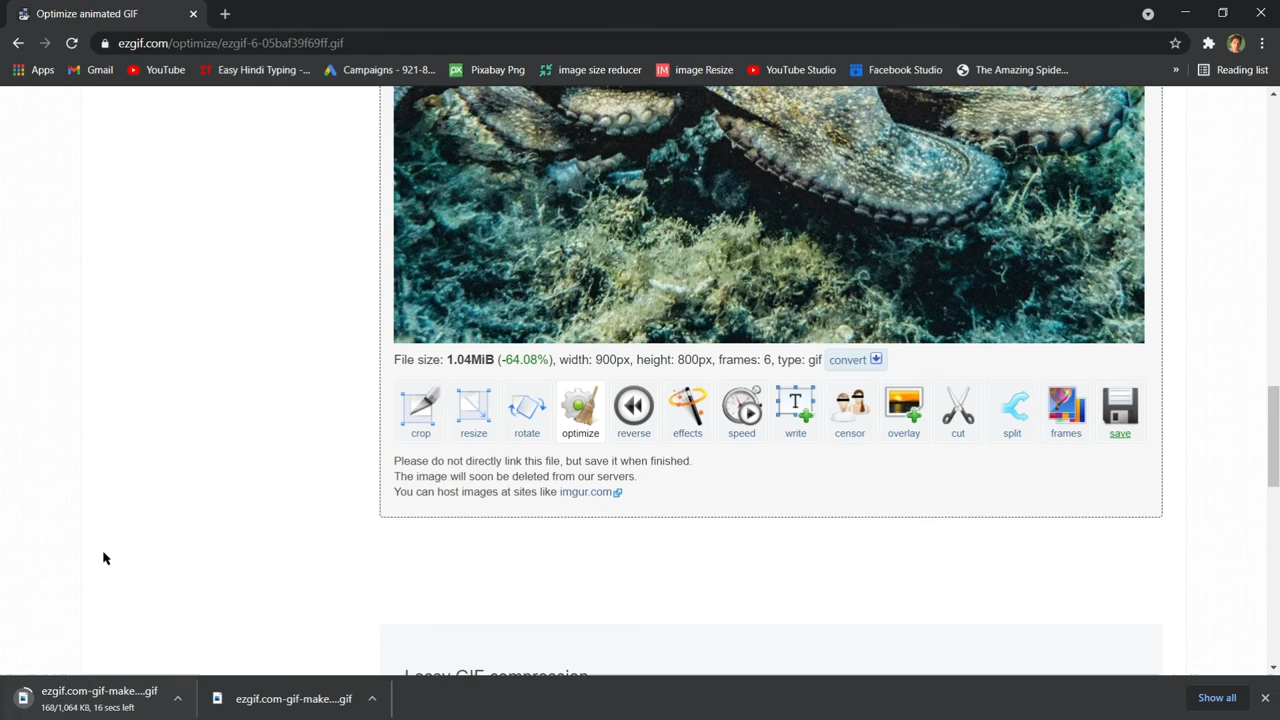 Optimize animated GIF
ezgif.com/optimize/ezgif-6-05baf39f69ff.gif
Apps Gmail YouTube Easy Hindi Typing -... Campaigns - 921-8... Pixabay Png image size reducer IM image Resize YouTube Studio Facebook Studio The Amazing Spide... » Reading list
File size: 1.04MiB (-64.08%), width: 900px, height: 800px, frames: 6, type: gif convert
crop resize rotate optimize reverse effects speed write censor overlay cut split frames save
Please do not directly link this file, but save it when finished.
The image will soon be deleted from our servers.
You can host images at sites like imgur.com
ezgif.com-gif-make....gif
168/1,064 KB, 16 secs left
ezgif.com-gif-make....gif
Show all